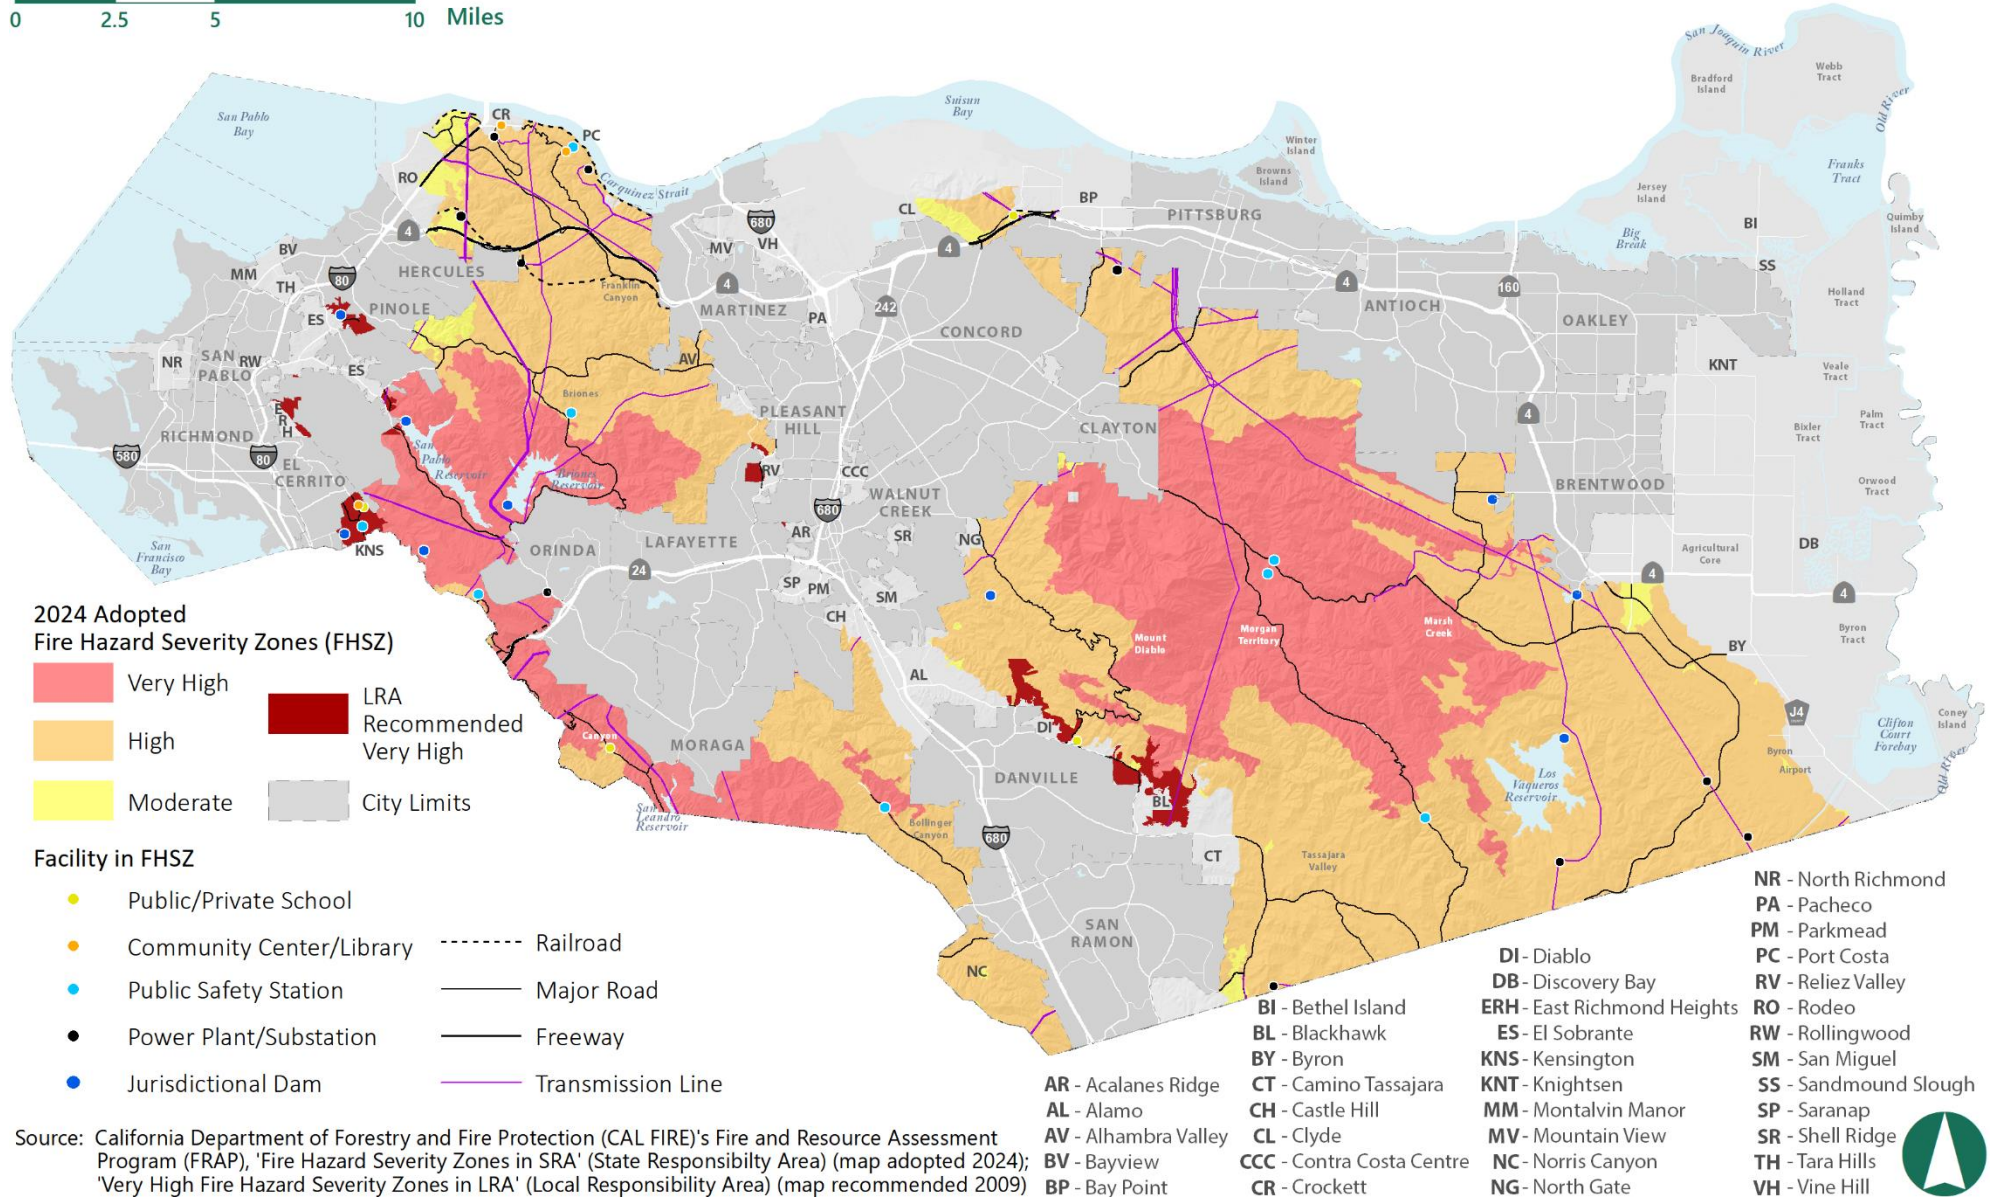 0 2.5 5 10 Miles
San Joaquin River
Webb
Tract
Bradford
Island
Old River
San Pablo
Bay
Suisun
Bay
CR
PC
Winter
Island
Franks
Tract
RO
Carquinez Strait
Browns
Island
Jersey
Island
CL
BP
PITTSBURG
680
4
MV
VH
4
BI
Quimby
Island
Big
Break
BV
MM
TH
80
HERCULES
SS
Franklin
Canyon
4
242
4
160
Holland
Tract
ES
PINOLE
MARTINEZ
PA
CONCORD
ANTIOCH
OAKLEY
NR
SAN
PABLO
RW
ES
AV
KNT
Veale
Tract
Briones
E
R
H
PLEASANT
HILL
4
CLAYTON
Palm
Tract
Bixler
Tract
RICHMOND
580
80
San
Pablo
Reservoir
EL
CERRITO
Briones
Reservoir
RV
CCC
WALNUT
CREEK
BRENTWOOD
Orwood
Tract
680
San
Francisco
Bay
KNS
ORINDA
LAFAYETTE
AR
SR
NG
Agricultural
Core
DB
24
SP
PM
SM
4
4
CH
Mount
Diablo
Morgan
Territory
Marsh
Creek
Byron
Tract
BY
AL
2024 Adopted
Fire Hazard Severity Zones (FHSZ)
Very High
High
Moderate
LRA
Recommended
Very High
City Limits
Canyon
MORAGA
DI
DANVILLE
BL
J4
Clifton
Court
Forebay
Coney
Island
Old River
Byron
Airport
Los
Vaqueros
Reservoir
San
Leandro
Reservoir
Bollinger
Canyon
680
CT
Tassajara
Valley
SAN
RAMON
NC
Facility in FHSZ
Public/Private School
Community Center/Library
Public Safety Station
Power Plant/Substation
Jurisdictional Dam
Railroad
Major Road
Freeway
Transmission Line
AR - Acalanes Ridge
AL - Alamo
AV - Alhambra Valley
BV - Bayview
BP - Bay Point
BI - Bethel Island
BL - Blackhawk
BY - Byron
CT - Camino Tassajara
CH - Castle Hill
CL - Clyde
CCC - Contra Costa Centre
CR - Crockett
DI - Diablo
DB - Discovery Bay
ERH - East Richmond Heights
ES - El Sobrante
KNS - Kensington
KNT - Knightsen
MM - Montalvin Manor
MV - Mountain View
NC - Norris Canyon
NG - North Gate
NR - North Richmond
PA - Pacheco
PM - Parkmead
PC - Port Costa
RV - Reliez Valley
RO - Rodeo
RW - Rollingwood
SM - San Miguel
SS - Sandmound Slough
SP - Saranap
SR - Shell Ridge
TH - Tara Hills
VH - Vine Hill
Source: California Department of Forestry and Fire Protection (CAL FIRE)'s Fire and Resource Assessment
Program (FRAP), 'Fire Hazard Severity Zones in SRA' (State Responsibilty Area) (map adopted 2024);
'Very High Fire Hazard Severity Zones in LRA' (Local Responsibility Area) (map recommended 2009)